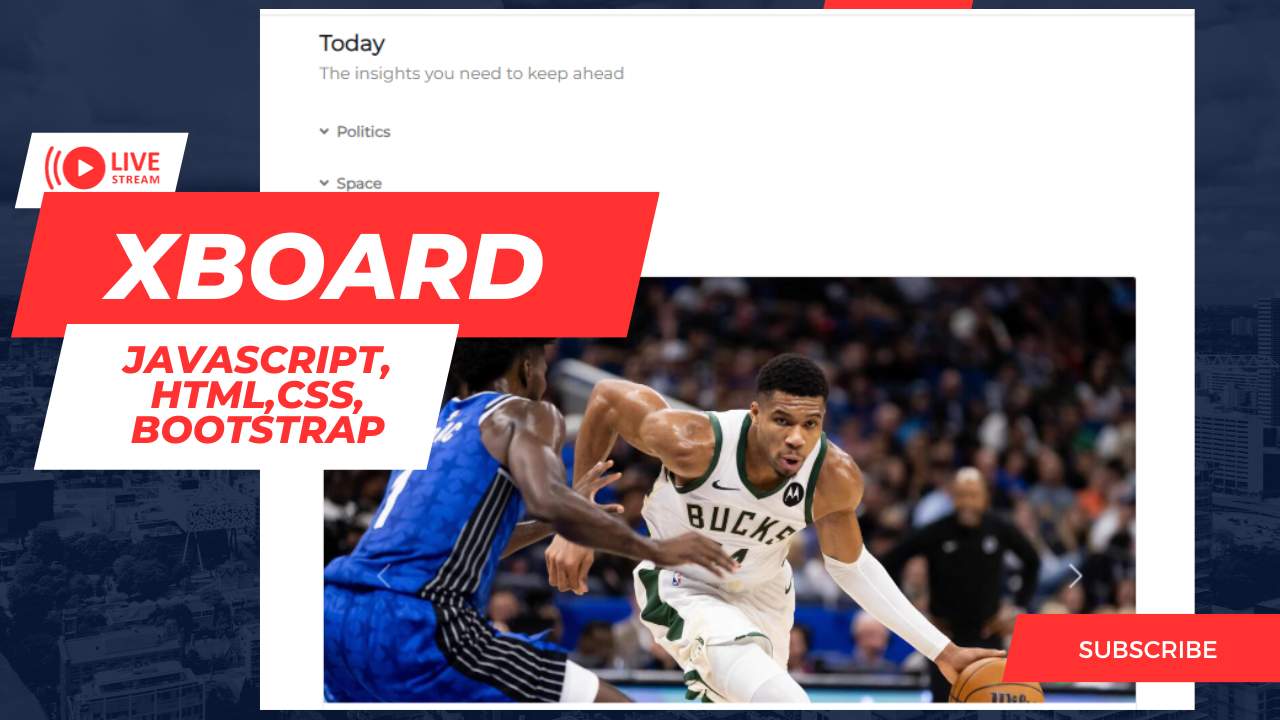 Today
The insights you need to keep ahead
Politics
Space
LIVE
STREAM
XBOARD
JAVASCRIPT,
HTML,CSS,
BOOTSTRAP
BUCKS
SUBSCRIBE